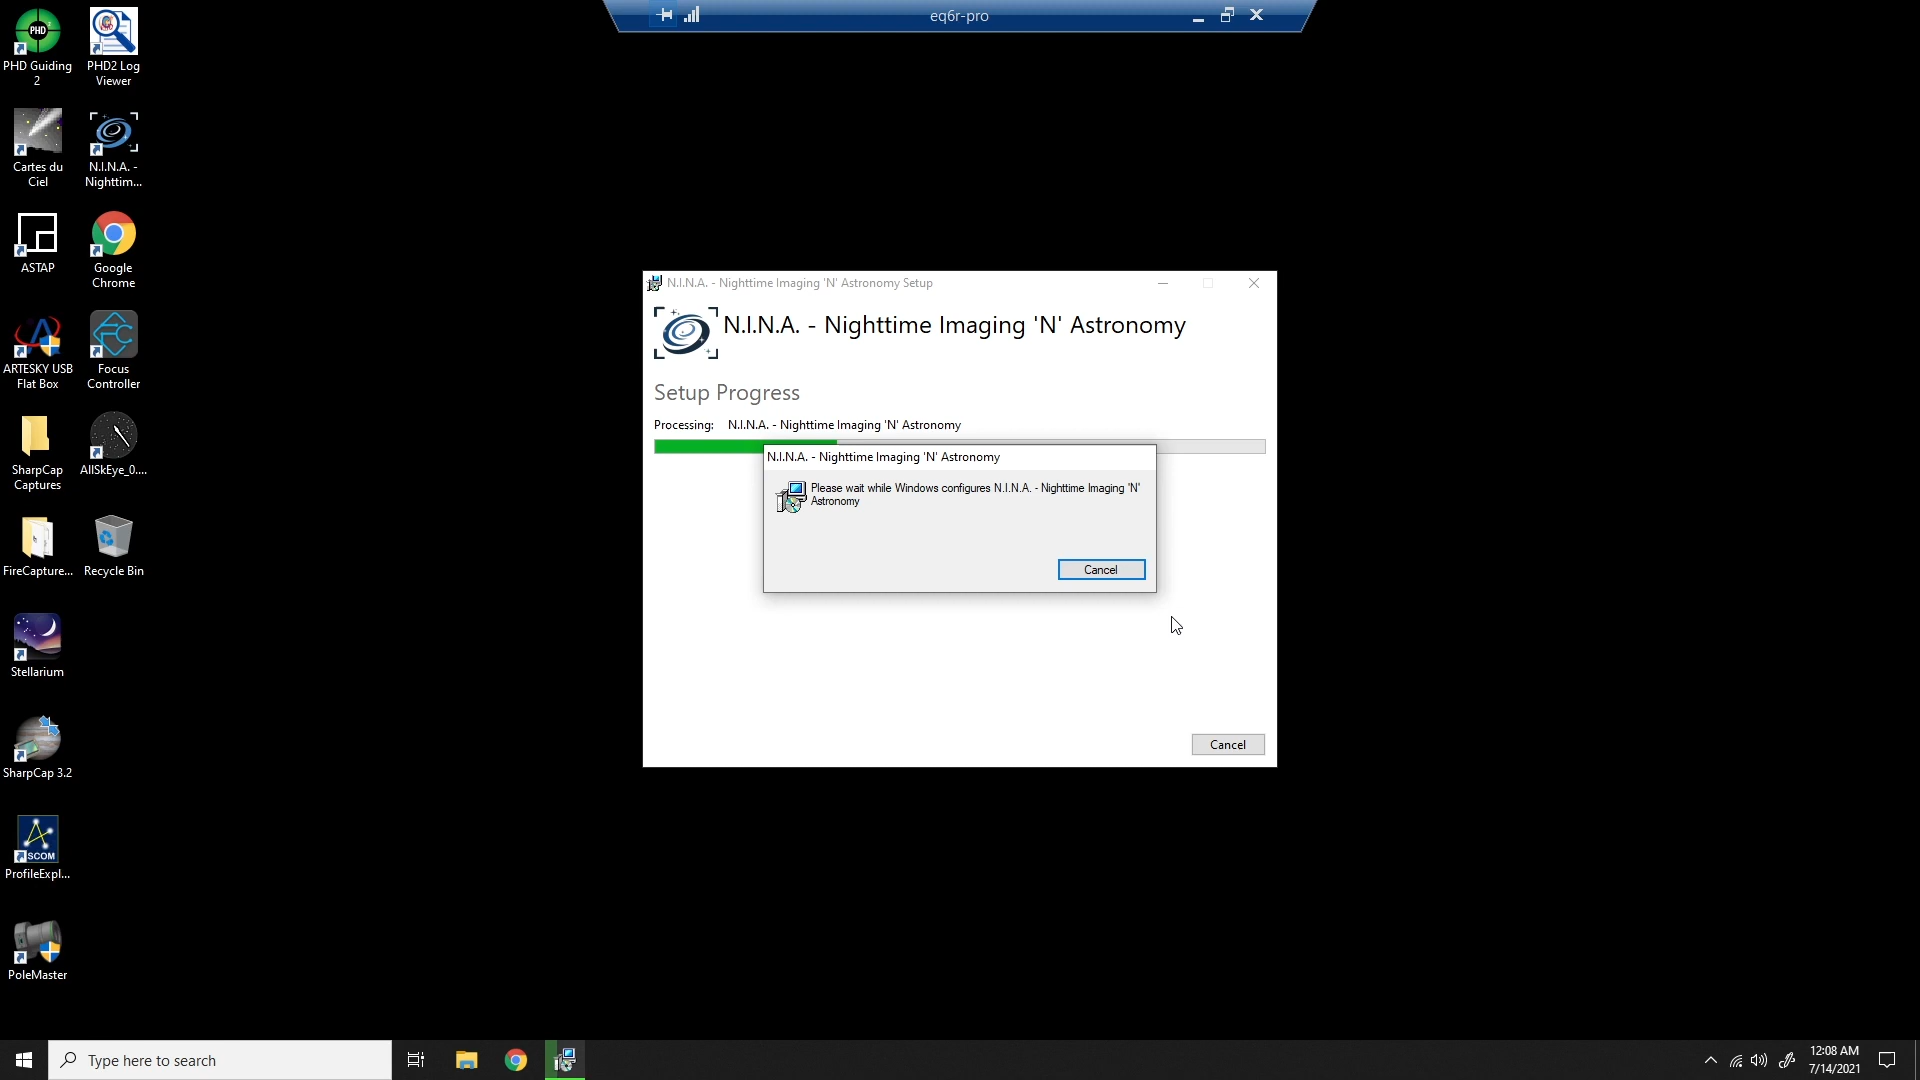 eq6r-pro
PHD
PHD Guiding
2
PHD2 Log
Viewer
Cartes du
Ciel
N.I.N.A. -
Nighttim...
ASTAP
Google
Chrome
ARTESKY USB
Flat Box
Focus
Controller
SharpCap
Captures
AllSkEye_0....
FireCapture...
Recycle Bin
Stellarium
SharpCap 3.2
SCOM
ProfileExpl...
PoleMaster
N.I.N.A. - Nighttime Imaging 'N' Astronomy Setup
N.I.N.A. - Nighttime Imaging 'N' Astronomy
Setup Progress
Processing: N.I.N.A. - Nighttime Imaging 'N' Astronomy
N.I.N.A. - Nighttime Imaging 'N' Astronomy
Please wait while Windows configures N.I.N.A. - Nighttime Imaging 'N'
Astronomy
Cancel
Cancel
Type here to search
12:08 AM
7/14/2021